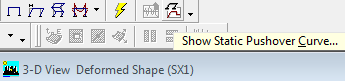 Show Static Pushover Curve...
3-D View Deformed Shape (SX1)